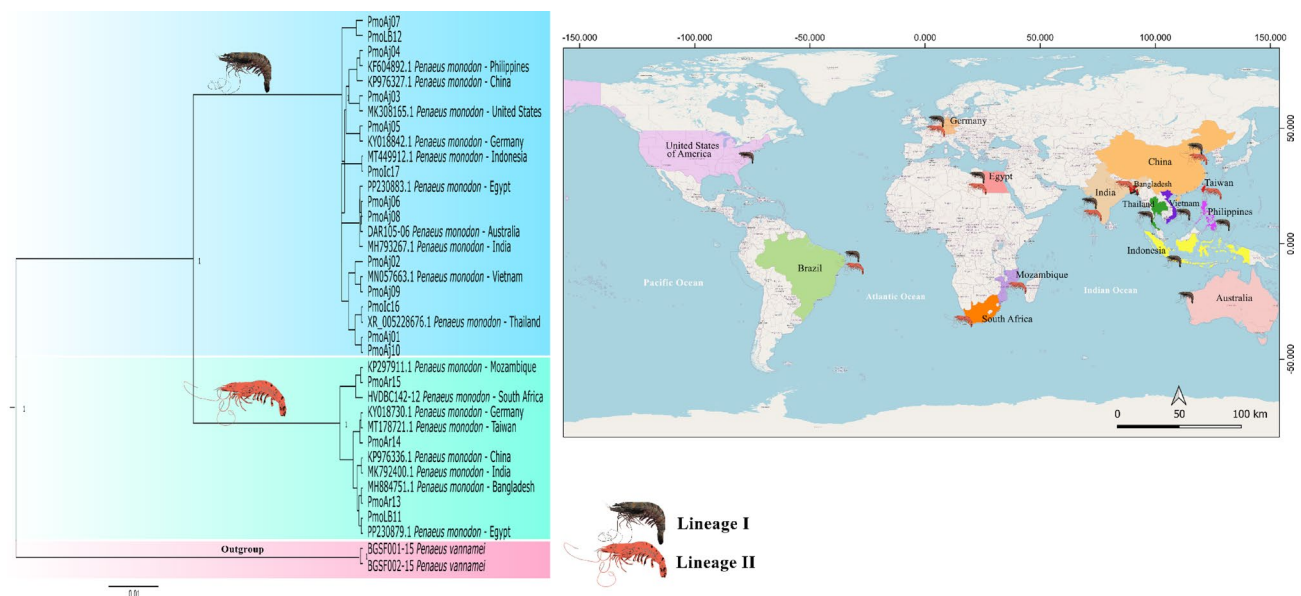 PmoAj07
PmoLB12
PmoAj04
KF604892.1 Penaeus monodon - Philippines
KP976327.1 Penaeus monodon - China
PmoAj03
MK308165.1 Penaeus monodon - United States
PmoAj05
KY018842.1 Penaeus monodon - Germany
MT449912.1 Penaeus monodon - Indonesia
PmoIc17
PP230883.1 Penaeus monodon - Egypt
PmoAj06
PmoAj08
DAR105-06 Penaeus monodon - Australia
MH793267.1 Penaeus monodon - India
PmoAj02
MN057663.1 Penaeus monodon - Vietnam
PmoAj09
PmoIc16
XR_005228676.1 Penaeus monodon - Thailand
PmoAj01
PmoAj10
1
KP297911.1 Penaeus monodon - Mozambique
PmoAr15
HVDBC142-12 Penaeus monodon - South Africa
KY018730.1 Penaeus monodon - Germany
MT178721.1 Penaeus monodon - Taiwan
PmoAr14
KP976336.1 Penaeus monodon - China
MK792400.1 Penaeus monodon - India
MH884751.1 Penaeus monodon - Bangladesh
PmoAr13
PmoLB11
PP230879.1 Penaeus monodon - Egypt
1
1
Outgroup
BGSF001-15 Penaeus vannamei
BGSF002-15 Penaeus vannamei
0.01
-150.000 -100.000 -50.000 0.000 50.000 100.000 150.000
50.000
0.000
-50.000
Germany
United States
of America
China
Egypt
India
Bangladesh
Taiwan
Thailand
Vietnam
Philippines
Indonesia
Brazil
Mozambique
Pacific Ocean
Atlantic Ocean
Indian Ocean
Australia
South Africa
0 50 100 km
Lineage I
Lineage II